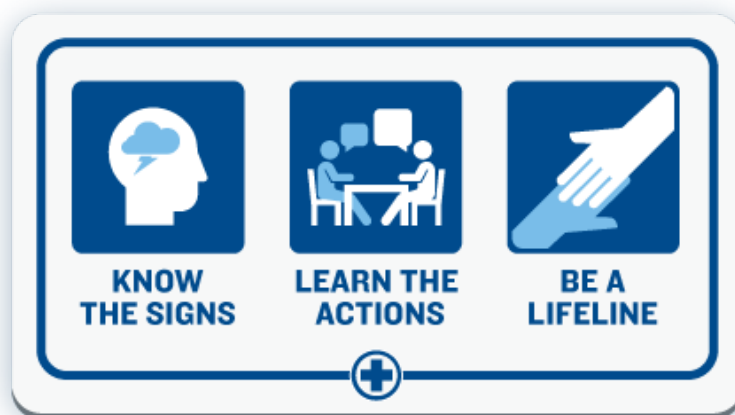 KNOW
THE SIGNS
LEARN THE
ACTIONS
BE A
LIFELINE